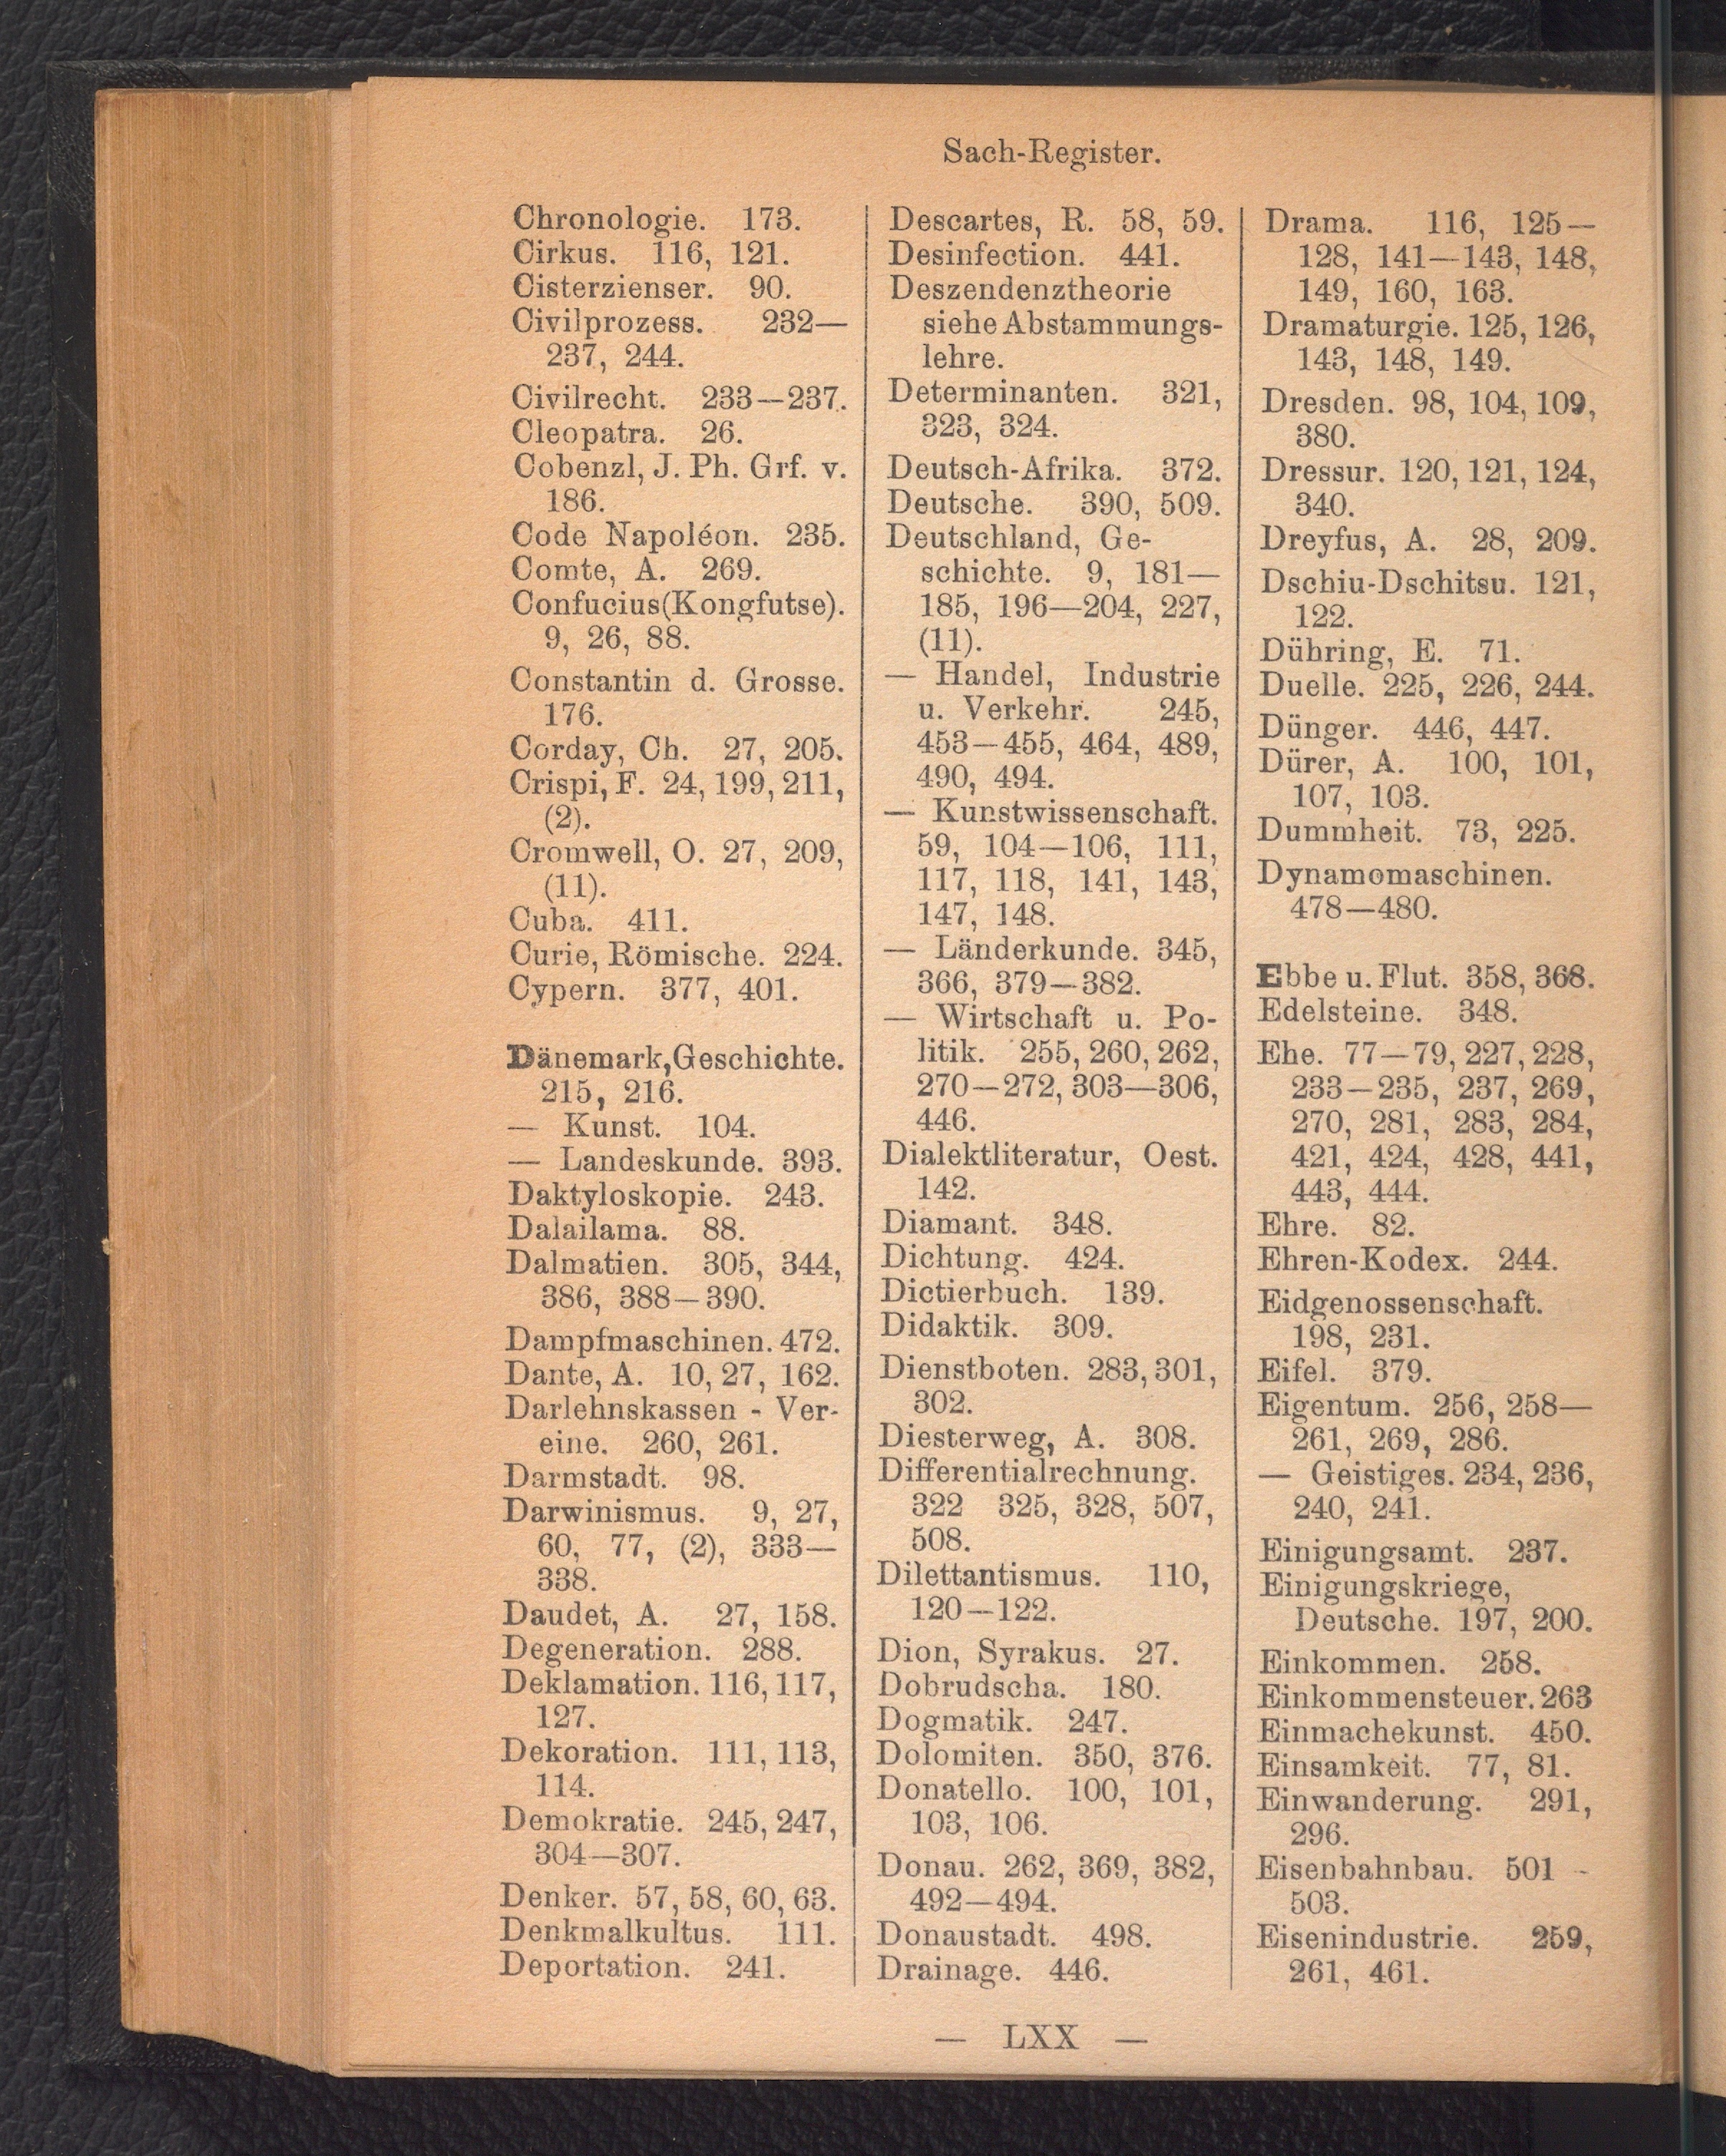 Sach-Register.
Chronologie. 173.
Cirkus. 116, 121.
Cisterzienser. 90.
Civilprozess. 232—
237, 244.
Civilrecht. 233—237.
Cleopatra. 26.
Cobenzl, J. Ph. Grf. v.
186.
Code Napoléon. 235.
Comte, A. 269.
Confucius(Kongfutse).
9, 26, 88.
Constantin d. Grosse.
176.
Corday, Ch. 27, 205.
Crispi, F. 24, 199, 211,
(2).
Cromwell, O. 27, 209,
(11).
Cuba. 411.
Curie, Römische. 224.
Cypern. 377, 401.
Dänemark, Geschichte.
215, 216.
— Kunst. 104.
— Landeskunde. 393.
Daktyloskopie. 243.
Dalailama. 88.
Dalmatien. 305, 344,
386, 388—390.
Dampfmaschinen. 472.
Dante, A. 10, 27, 162.
Darlehnskassen - Ver-
eine. 260, 261.
Darmstadt. 98.
Darwinismus. 9, 27,
60, 77, (2), 333—
338.
Daudet, A. 27, 158.
Degeneration. 288.
Deklamation. 116, 117,
127.
Dekoration. 111, 113,
114.
Demokratie. 245, 247,
304—307.
Denker. 57, 58, 60, 63.
Denkmalkultus. 111.
Deportation. 241.
Descartes, R. 58, 59.
Desinfection. 441.
Deszendenztheorie
siehe Abstammungs-
lehre.
Determinanten. 321,
323, 324.
Deutsch-Afrika. 372.
Deutsche. 390, 509.
Deutschland, Ge-
schichte. 9, 181—
185, 196—204, 227,
(11).
— Handel, Industrie
u. Verkehr. 245,
453—455, 464, 489,
490, 494.
— Kunstwissenschaft.
59, 104—106, 111,
117, 118, 141, 143,
147, 148.
— Länderkunde. 345,
366, 379—382.
— Wirtschaft u. Po-
litik. 255, 260, 262,
270—272, 303—306,
446.
Dialektliteratur, Oest.
142.
Diamant. 348.
Dichtung. 424.
Dictierbuch. 139.
Didaktik. 309.
Dienstboten. 283, 301,
302.
Diesterweg, A. 308.
Differentialrechnung.
322 325, 328, 507,
508.
Dilettantismus. 110,
120—122.
Dion, Syrakus. 27.
Dobrudscha. 180.
Dogmatik. 247.
Dolomiten. 350, 376.
Donatello. 100, 101,
103, 106.
Donau. 262, 369, 382,
492—494.
Donaustadt. 498.
Drainage. 446.
Drama. 116, 125—
128, 141—143, 148,
149, 160, 163.
Dramaturgie. 125, 126,
143, 148, 149.
Dresden. 98, 104, 109,
380.
Dressur. 120, 121, 124,
340.
Dreyfus, A. 28, 209.
Dschiu-Dschitsu. 121,
122.
Dühring, E. 71.
Duelle. 225, 226, 244.
Dünger. 446, 447.
Dürer, A. 100, 101,
107, 103.
Dummheit. 73, 225.
Dynamomaschinen.
478—480.
Ebbe u. Flut. 358, 368.
Edelsteine. 348.
Ehe. 77—79, 227, 228,
233—235, 237, 269,
270, 281, 283, 284,
421, 424, 428, 441,
443, 444.
Ehre. 82.
Ehren-Kodex. 244.
Eidgenossenschaft.
198, 231.
Eifel. 379.
Eigentum. 256, 258—
261, 269, 286.
— Geistiges. 234, 236,
240, 241.
Einigungsamt. 237.
Einigungskriege,
Deutsche. 197, 200.
Einkommen. 258.
Einkommensteuer. 263
Einmachekunst. 450.
Einsamkeit. 77, 81.
Einwanderung. 291,
296.
Eisenbahnbau. 501 -
503.
Eisenindustrie. 259,
261, 461.
— LXX —